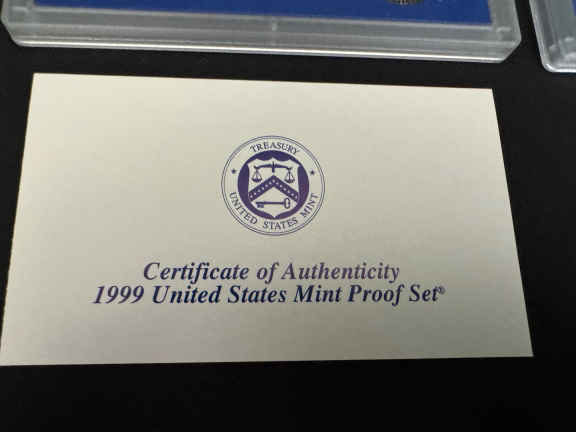 TREASURY
UNITED STATES MINT
Certificate of Authenticity
1999 United States Mint Proof Set®